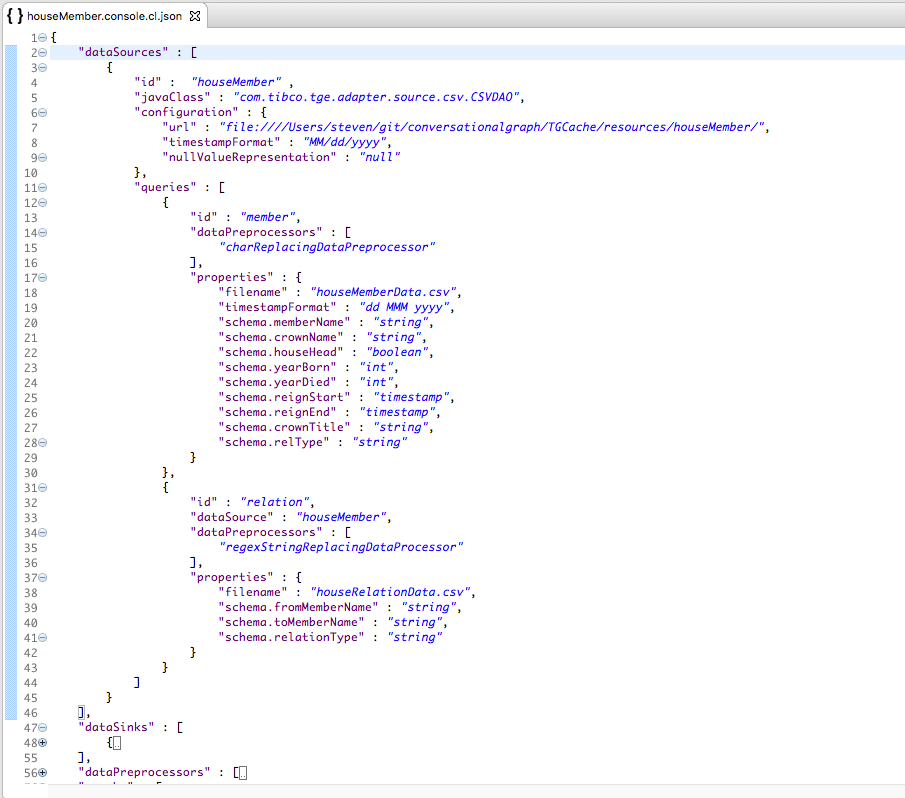 { } houseMember.console.cl.json
1 {
2 "dataSources" : [
3 {
4 "id" : "houseMember" ,
5 "javaClass" : "com.tibco.tge.adapter.source.csv.CSVDAO",
6 "configuration" : {
7 "url" : "file:////Users/steven/git/conversationalgraph/TGCache/resources/houseMember/",
8 "timestampFormat" : "MM/dd/yyyy",
9 "nullValueRepresentation" : "null"
10 },
11 "queries" : [
12 {
13 "id" : "member",
14 "dataPreprocessors" : [
15 "charReplacingDataPreprocessor"
16 ],
17 "properties" : {
18 "filename" : "houseMemberData.csv",
19 "timestampFormat" : "dd MMM yyyy",
20 "schema.memberName" : "string",
21 "schema.crownName" : "string",
22 "schema.houseHead" : "boolean",
23 "schema.yearBorn" : "int",
24 "schema.yearDied" : "int",
25 "schema.reignStart" : "timestamp",
26 "schema.reignEnd" : "timestamp",
27 "schema.crownTitle" : "string",
28 "schema.relType" : "string"
29 }
30 },
31 {
32 "id" : "relation",
33 "dataSource" : "houseMember",
34 "dataPreprocessors" : [
35 "regexStringReplacingDataProcessor"
36 ],
37 "properties" : {
38 "filename" : "houseRelationData.csv",
39 "schema.fromMemberName" : "string",
40 "schema.toMemberName" : "string",
41 "schema.relationType" : "string"
42 }
43 }
44 ]
45 }
46 ],
47 "dataSinks" : [
48 {..
55 ],
56 "dataPreprocessors" : [..